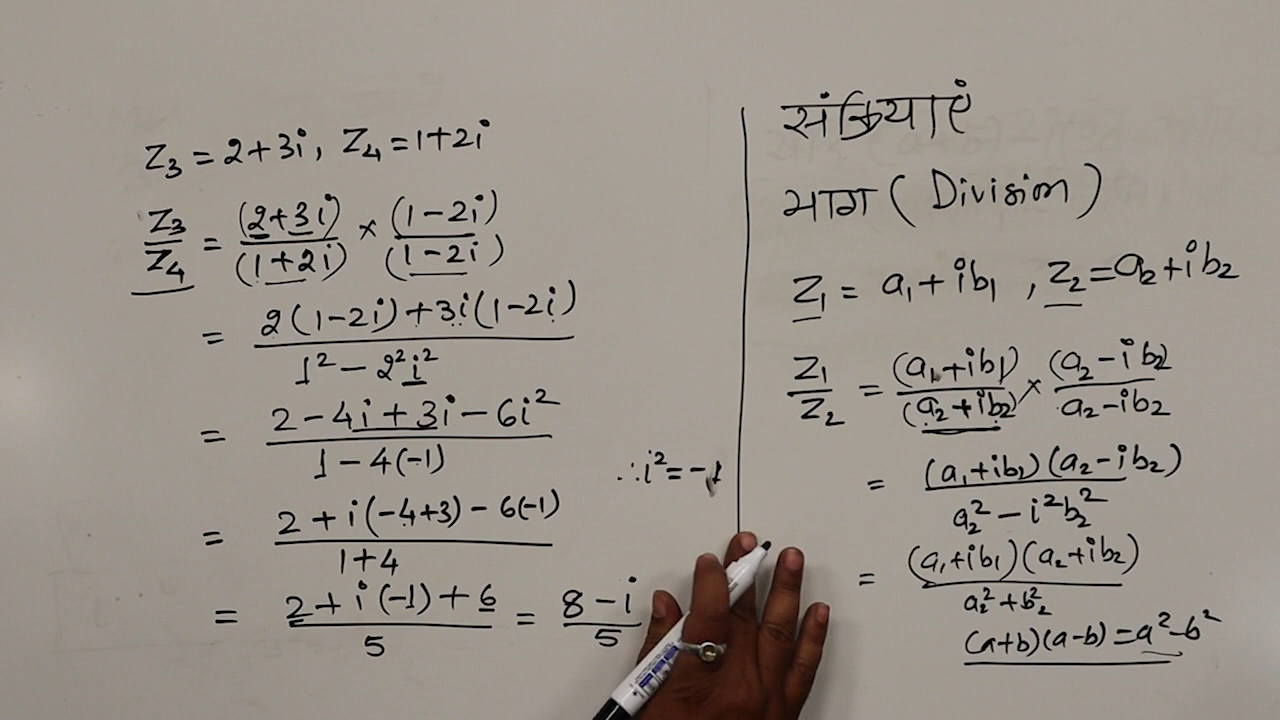 Z₃ = 2+3i, Z₄ = 1+2i
Z₃/Z₄ = (2+3i)/(1+2i) × (1-2i)/(1-2i)
= (2(1-2i)+3i(1-2i))/(1² - 2²i²)
= (2-4i+3i-6i²)/(1-4(-1))
∴ i² = -1
= (2+i(-4+3)-6(-1))/(1+4)
= (2+i(-1)+6)/5 = (8-i)/5
संक्रियाएं
भाग (Division)
Z₁ = a₁+ib₁, Z₂ = a₂+ib₂
Z₁/Z₂ = (a₁+ib₁)/(a₂+ib₂) × (a₂-ib₂)/(a₂-ib₂)
= (a₁+ib₂)(a₂-ib₂)/(a₂² - i²b₂²)
= (a₁+ib₁)(a₂+ib₂)/(a₂²+b₂²)
(a+b)(a-b) = a²-b²